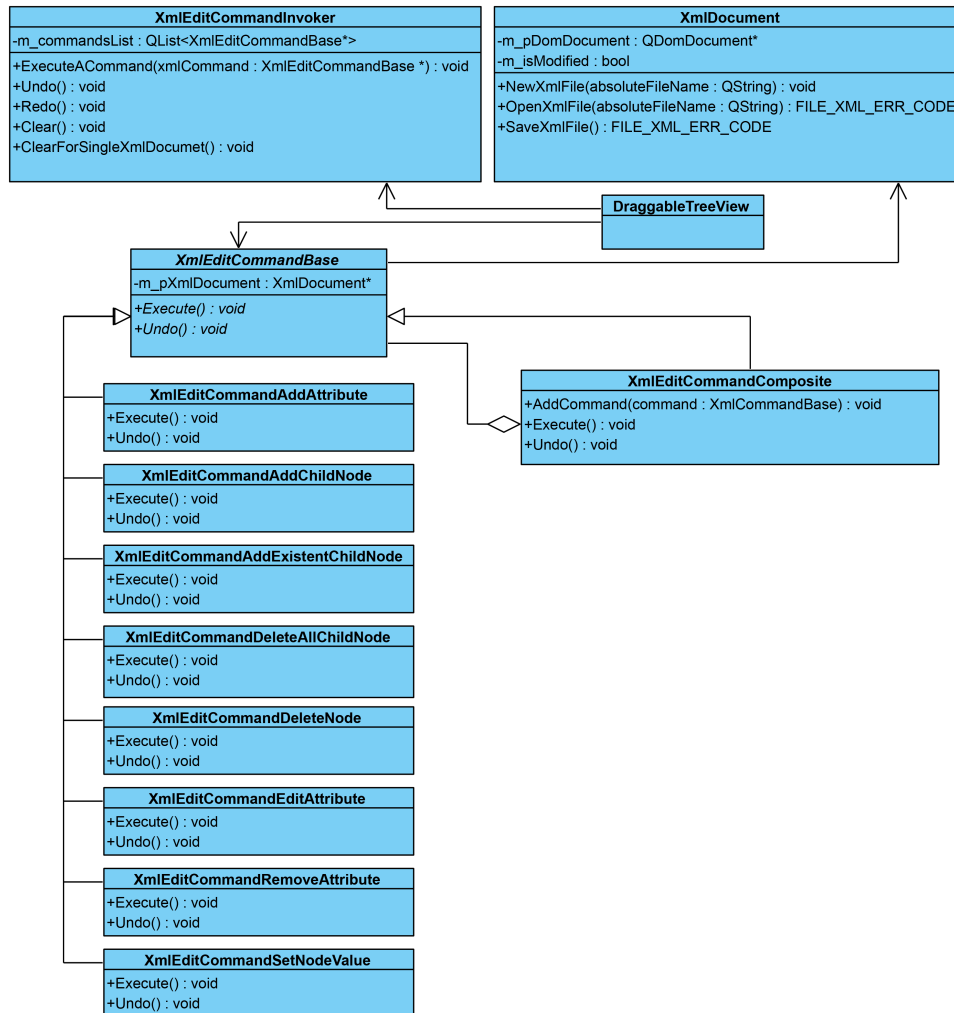 XmlEditCommandInvoker
-m_commandsList : QList<XmlEditCommandBase*>
+ExecuteACommand(xmlCommand : XmlEditCommandBase *) : void
+Undo() : void
+Redo() : void
+Clear() : void
+ClearForSingleXmlDocumet() : void
XmlDocument
-m_pDomDocument : QDomDocument*
-m_isModified : bool
+NewXmlFile(absoluteFileName : QString) : void
+OpenXmlFile(absoluteFileName : QString) : FILE_XML_ERR_CODE
+SaveXmlFile() : FILE_XML_ERR_CODE
DraggableTreeView
XmlEditCommandBase
-m_pXmlDocument : XmlDocument*
+Execute() : void
+Undo() : void
XmlEditCommandComposite
+AddCommand(command : XmlCommandBase) : void
+Execute() : void
+Undo() : void
XmlEditCommandAddAttribute
+Execute() : void
+Undo() : void
XmlEditCommandAddChildNode
+Execute() : void
+Undo() : void
XmlEditCommandAddExistentChildNode
+Execute() : void
+Undo() : void
XmlEditCommandDeleteAllChildNode
+Execute() : void
+Undo() : void
XmlEditCommandDeleteNode
+Execute() : void
+Undo() : void
XmlEditCommandEditAttribute
+Execute() : void
+Undo() : void
XmlEditCommandRemoveAttribute
+Execute() : void
+Undo() : void
XmlEditCommandSetNodeValue
+Execute() : void
+Undo() : void